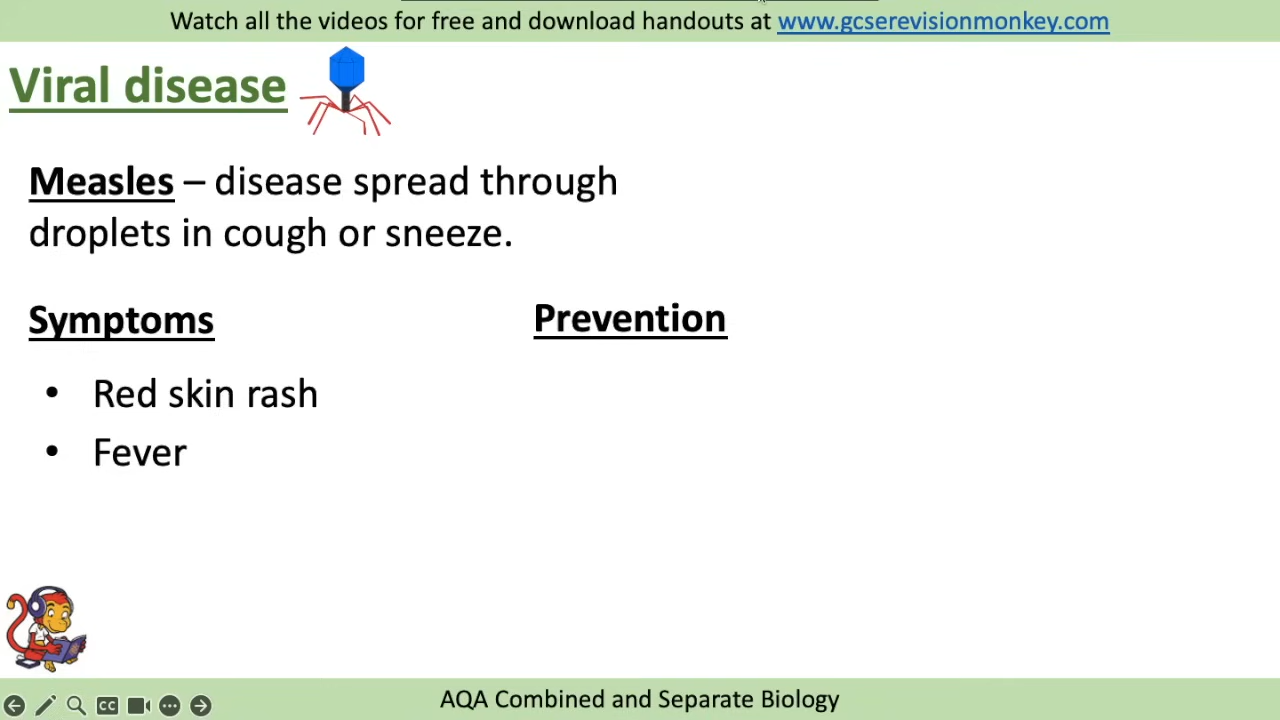 Watch all the videos for free and download handouts at www.gcserevisionmonkey.com
Viral disease
Measles – disease spread through
droplets in cough or sneeze.
Symptoms
• Red skin rash
• Fever
Prevention
CC
AQA Combined and Separate Biology